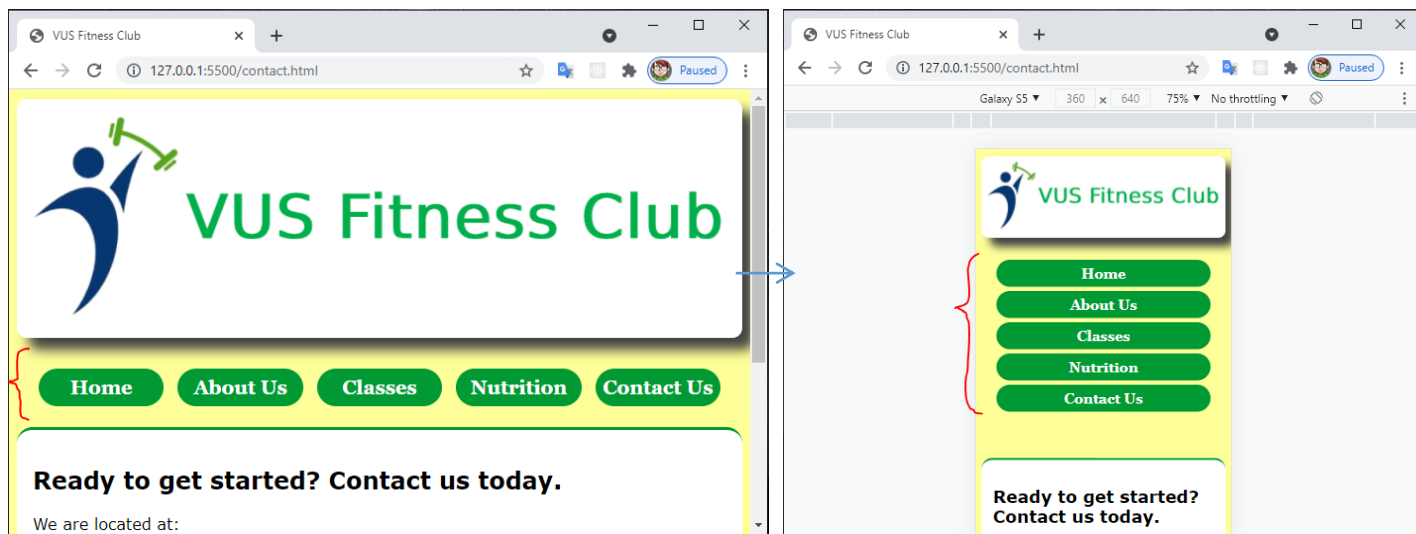 VUS Fitness Club
127.0.0.1:5500/contact.html
Paused
VUS Fitness Club
Home About Us Classes Nutrition Contact Us
Ready to get started? Contact us today.
We are located at:
VUS Fitness Club
127.0.0.1:5500/contact.html
Paused
Galaxy S5 360 x 640 75% No throttling
VUS Fitness Club
Home
About Us
Classes
Nutrition
Contact Us
Ready to get started?
Contact us today.